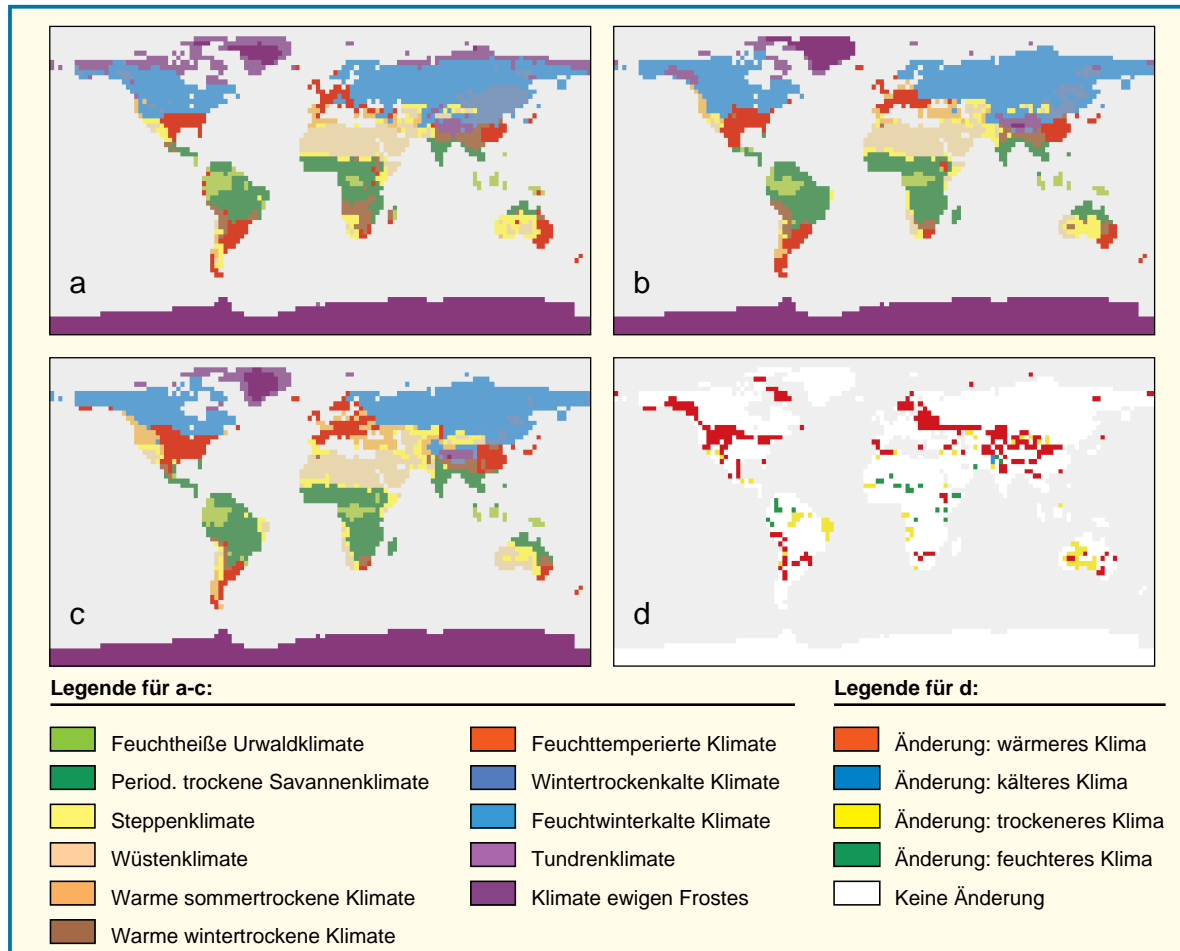 a
b
c
d
Legende für a-c:
Feuchtheiße Urwaldklimate
Period. trockene Savannenklimate
Steppenklimate
Wüstenklimate
Warme sommertrockene Klimate
Warme wintertrockene Klimate
Feuchttemperierte Klimate
Wintertrockenkalte Klimate
Feuchtwinterkalte Klimate
Tundrenklimate
Klimate ewigen Frostes
Legende für d:
Änderung: wärmeres Klima
Änderung: kälteres Klima
Änderung: trockeneres Klima
Änderung: feuchteres Klima
Keine Änderung